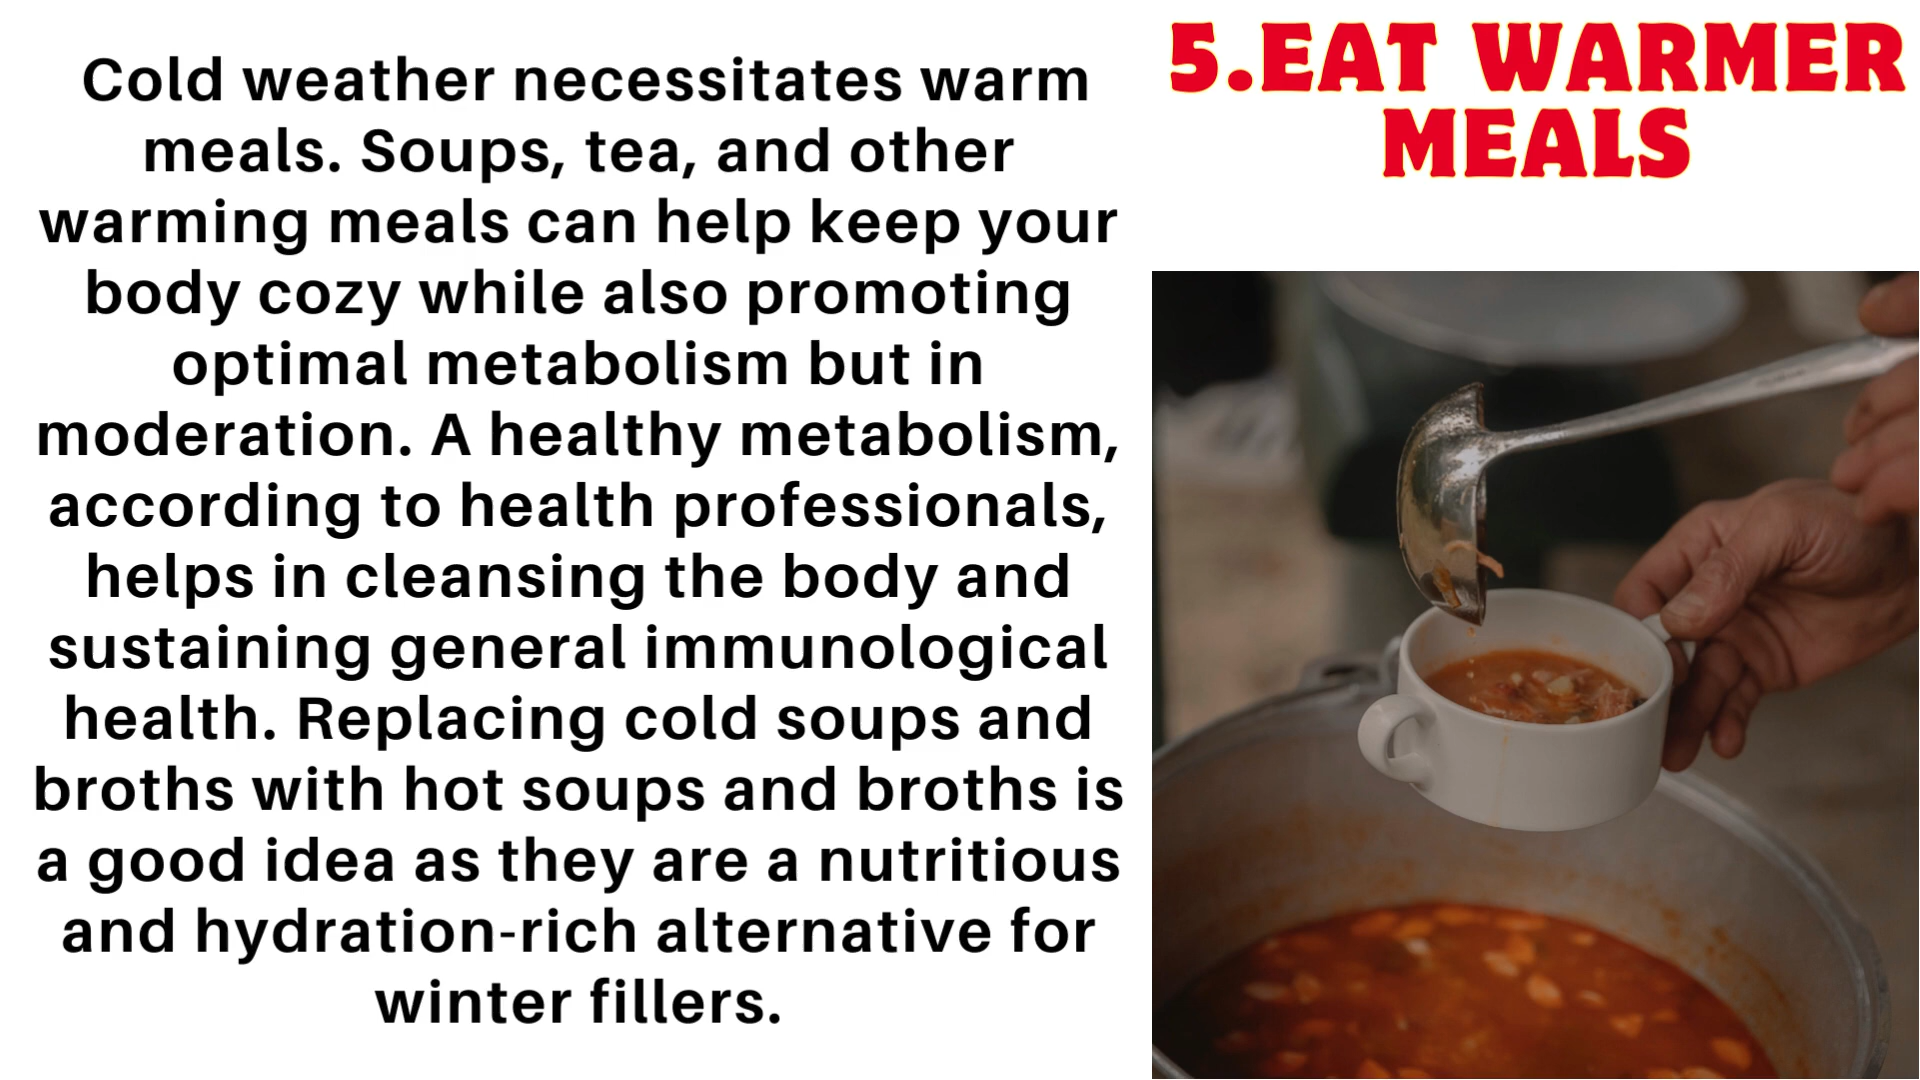 5.EAT WARMER
MEALS
Cold weather necessitates warm
meals. Soups, tea, and other
warming meals can help keep your
body cozy while also promoting
optimal metabolism but in
moderation. A healthy metabolism,
according to health professionals,
helps in cleansing the body and
sustaining general immunological
health. Replacing cold soups and
broths with hot soups and broths is
a good idea as they are a nutritious
and hydration-rich alternative for
winter fillers.